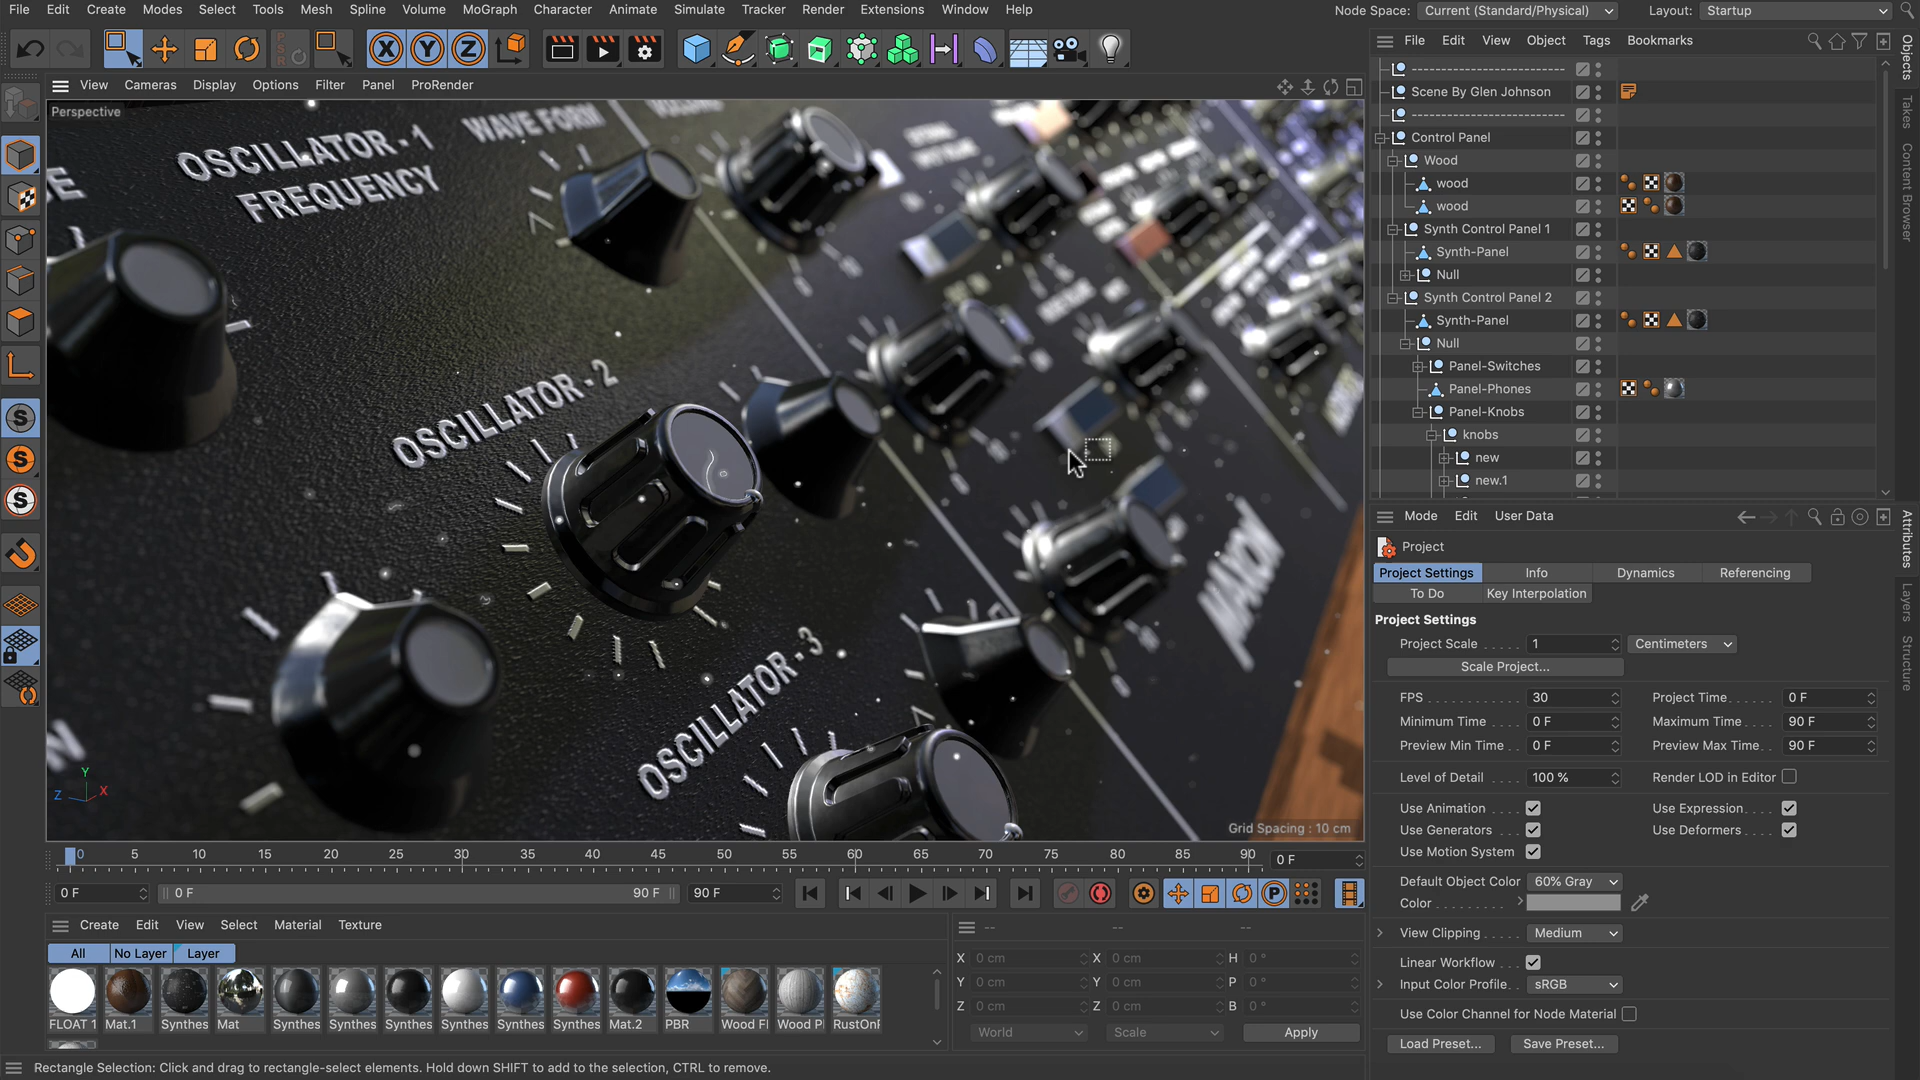 File Edit Create Modes Select Tools Mesh Spline Volume MoGraph Character Animate Simulate Tracker Render Extensions Window Help
Node Space: Current (Standard/Physical) Layout: Startup
File Edit View Object Tags Bookmarks
PSR
X Y Z
View Cameras Display Options Filter Panel ProRender
Perspective
OSCILLATOR - 1
FREQUENCY
WAVE FORM
OSCILLATOR - 2
OSCILLATOR - 3
MAXON
Y
Z X
Grid Spacing : 10 cm
Scene By Glen Johnson
Control Panel
Wood
wood
wood
Synth Control Panel 1
Synth-Panel
Null
Synth Control Panel 2
Synth-Panel
Null
Panel-Switches
Panel-Phones
Panel-Knobs
knobs
new
new.1
Objects
Takes
Content Browser
Mode Edit User Data
Project
Project Settings Info Dynamics Referencing
To Do Key Interpolation
Project Settings
Project Scale 1 Centimeters
Scale Project...
FPS 30 Project Time 0 F
Minimum Time 0 F Maximum Time 90 F
Preview Min Time 0 F Preview Max Time 90 F
Level of Detail 100 % Render LOD in Editor
Use Animation Use Expression
Use Generators Use Deformers
Use Motion System
Default Object Color 60% Gray
Color
View Clipping Medium
Linear Workflow
Input Color Profile sRGB
Use Color Channel for Node Material
Load Preset... Save Preset...
Attributes
Layers
Structure
0 5 10 15 20 25 30 35 40 45 50 55 60 65 70 75 80 85 90 0 F
0 F 0 F 90 F 90 F
P
Create Edit View Select Material Texture
All No Layer Layer
FLOAT 1 Mat.1 Synthes Mat Synthes Synthes Synthes Synthes Synthes Synthes Mat.2 PBR Wood Fl Wood Pl RustOnF
-- -- --
X 0 cm X 0 cm H 0 °
Y 0 cm Y 0 cm P 0 °
Z 0 cm Z 0 cm B 0 °
World Scale Apply
Rectangle Selection: Click and drag to rectangle-select elements. Hold down SHIFT to add to the selection, CTRL to remove.